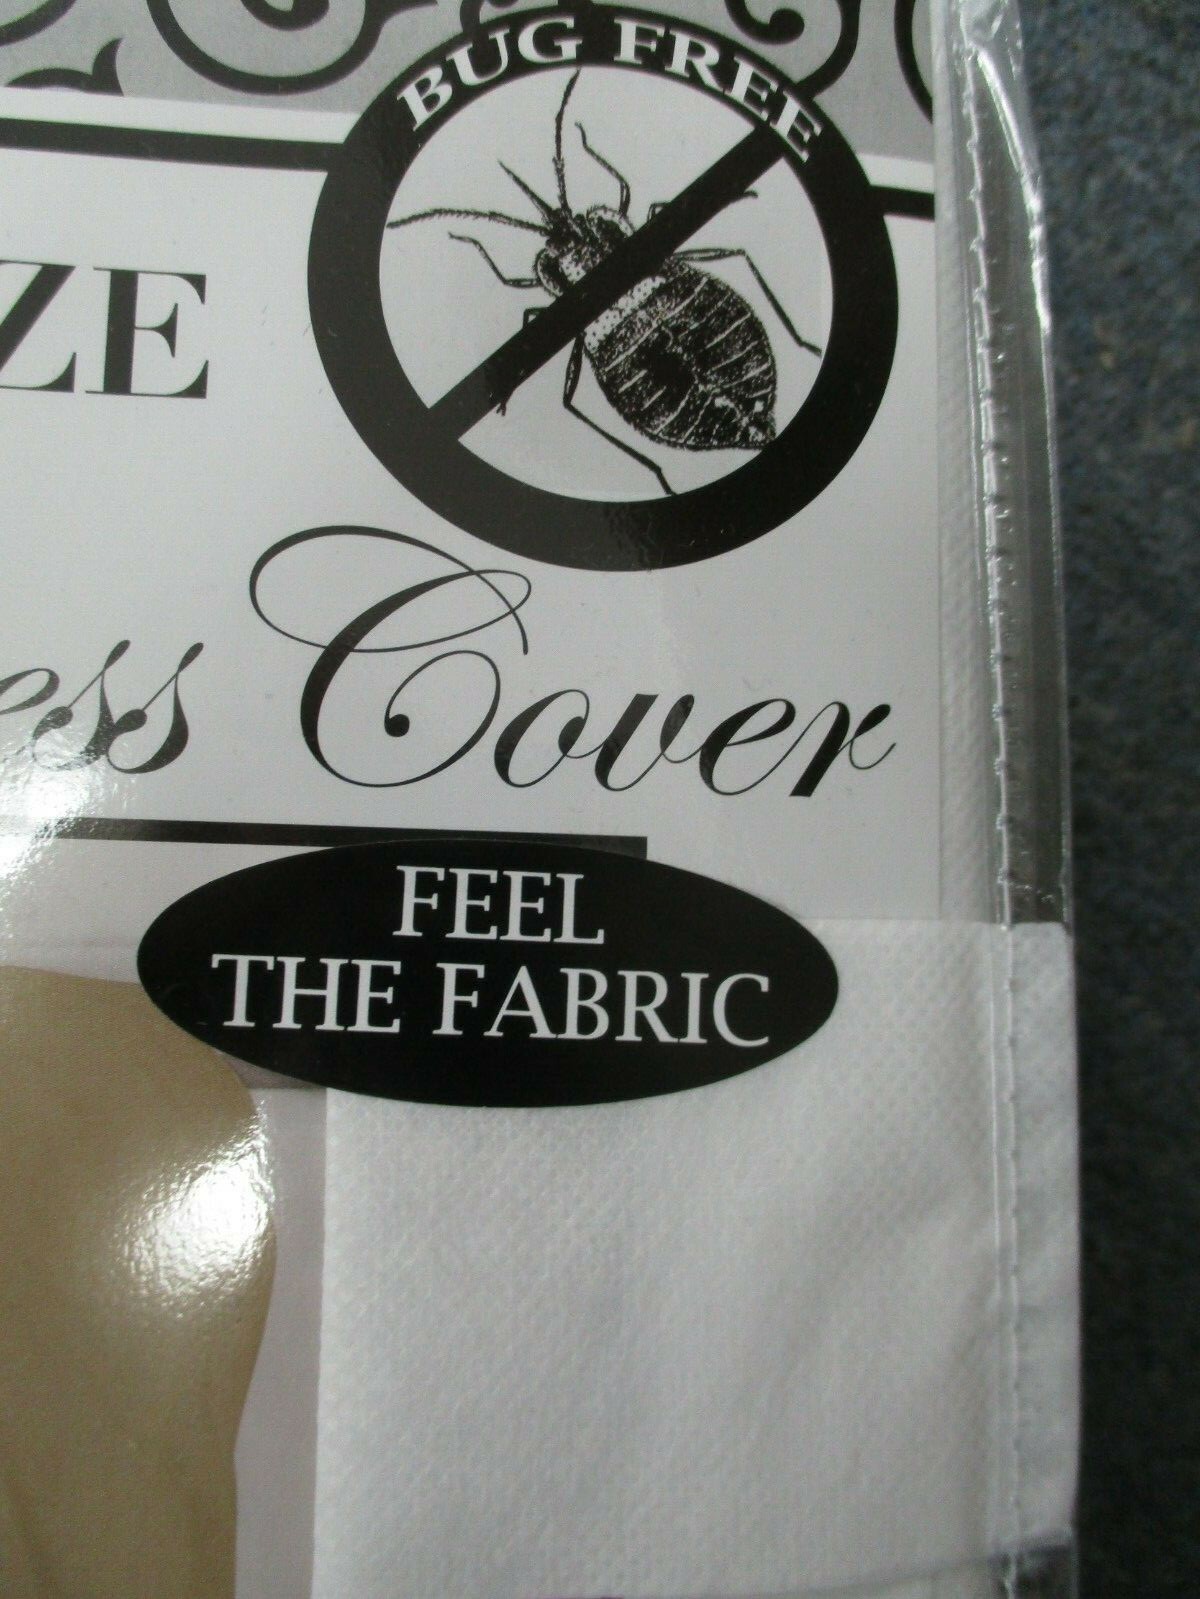 BUG FREE
ZE
ess Cover
FEEL
THE FABRIC